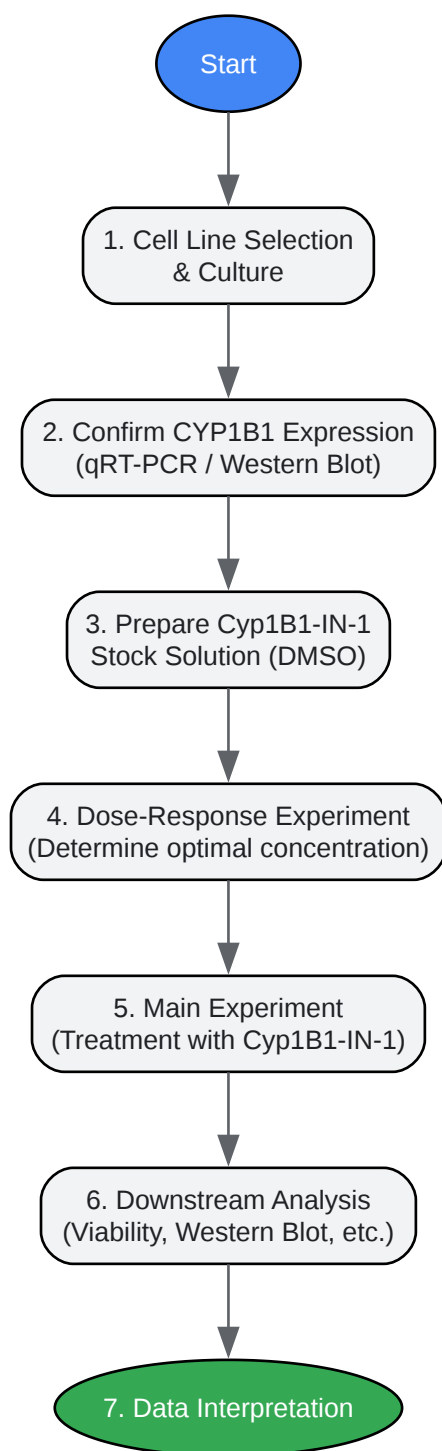 Start
1. Cell Line Selection
& Culture
2. Confirm CYP1B1 Expression
(qRT-PCR / Western Blot)
3. Prepare Cyp1B1-IN-1
Stock Solution (DMSO)
4. Dose-Response Experiment
(Determine optimal concentration)
5. Main Experiment
(Treatment with Cyp1B1-IN-1)
6. Downstream Analysis
(Viability, Western Blot, etc.)
7. Data Interpretation